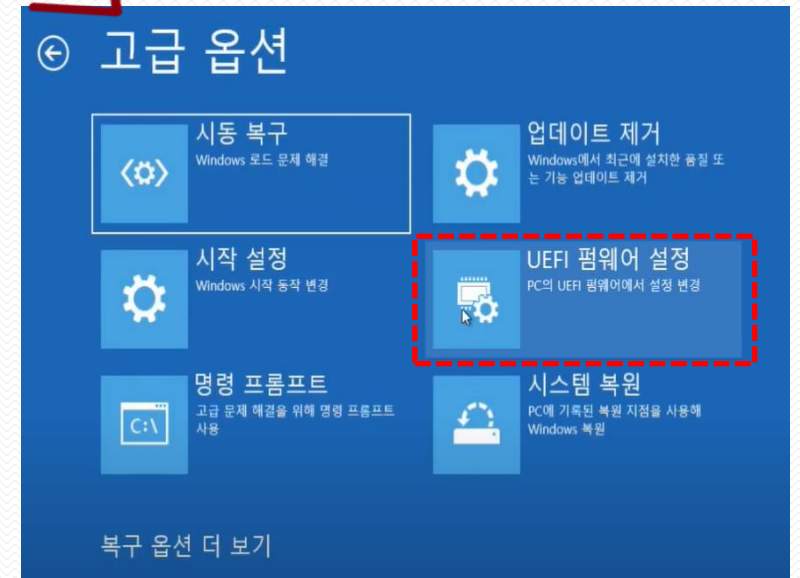 고급 옵션
시동 복구
Windows 로드 문제 해결
업데이트 제거
Windows에서 최근에 설치한 품질 또
는 기능 업데이트 제거
시작 설정
Windows 시작 동작 변경
UEFI 펌웨어 설정
PC의 UEFI 펌웨어에서 설정 변경
명령 프롬프트
고급 문제 해결을 위해 명령 프롬프트
사용
C:\
시스템 복원
PC에 기록된 복원 지점을 사용해
Windows 복원
복구 옵션 더 보기